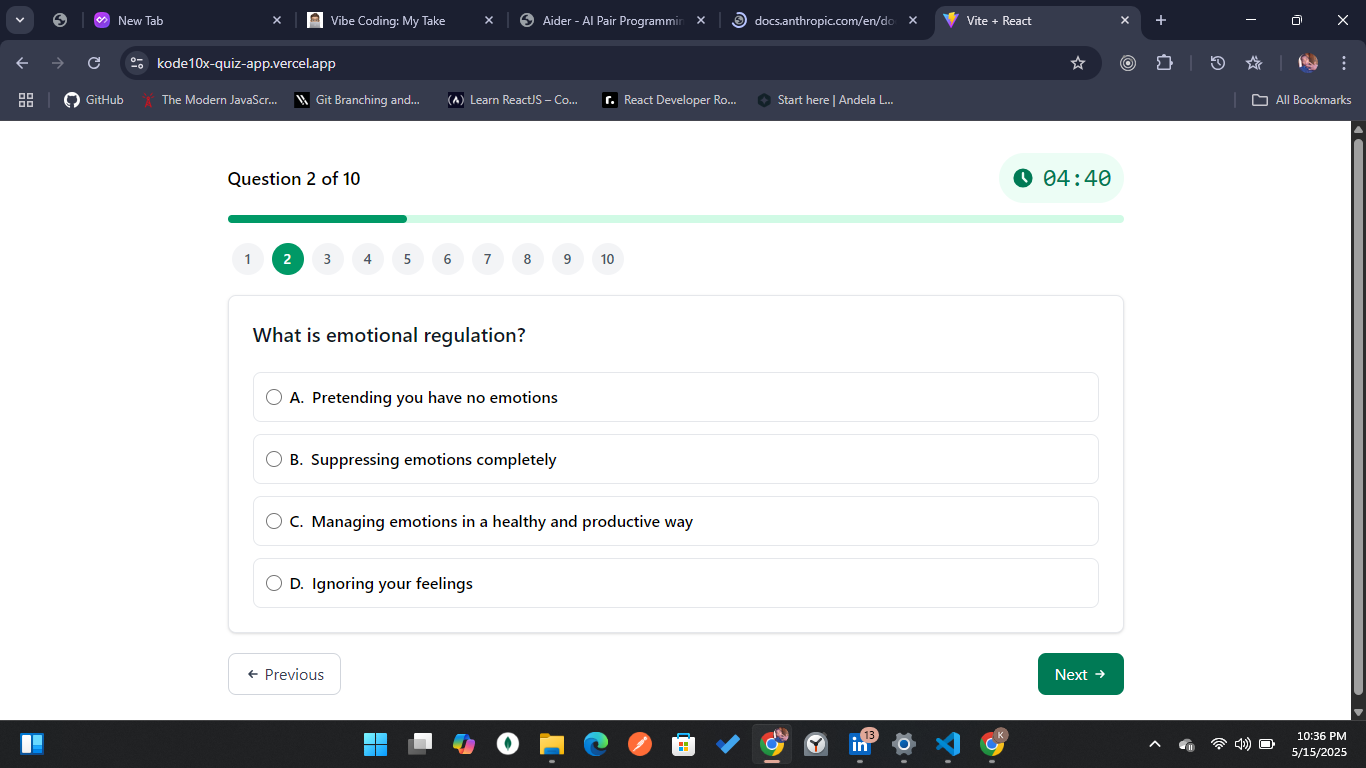 New Tab
Vibe Coding: My Take
Aider - AI Pair Programmin
docs.anthropic.com/en/do
Vite + React
kode10x-quiz-app.vercel.app
GitHub
The Modern JavaScr...
Git Branching and...
Learn ReactJS – Co...
React Developer Ro...
Start here | Andela L...
All Bookmarks
Question 2 of 10
04:40
1 2 3 4 5 6 7 8 9 10
What is emotional regulation?
A. Pretending you have no emotions
B. Suppressing emotions completely
C. Managing emotions in a healthy and productive way
D. Ignoring your feelings
← Previous
Next →
13
K
10:36 PM
5/15/2025